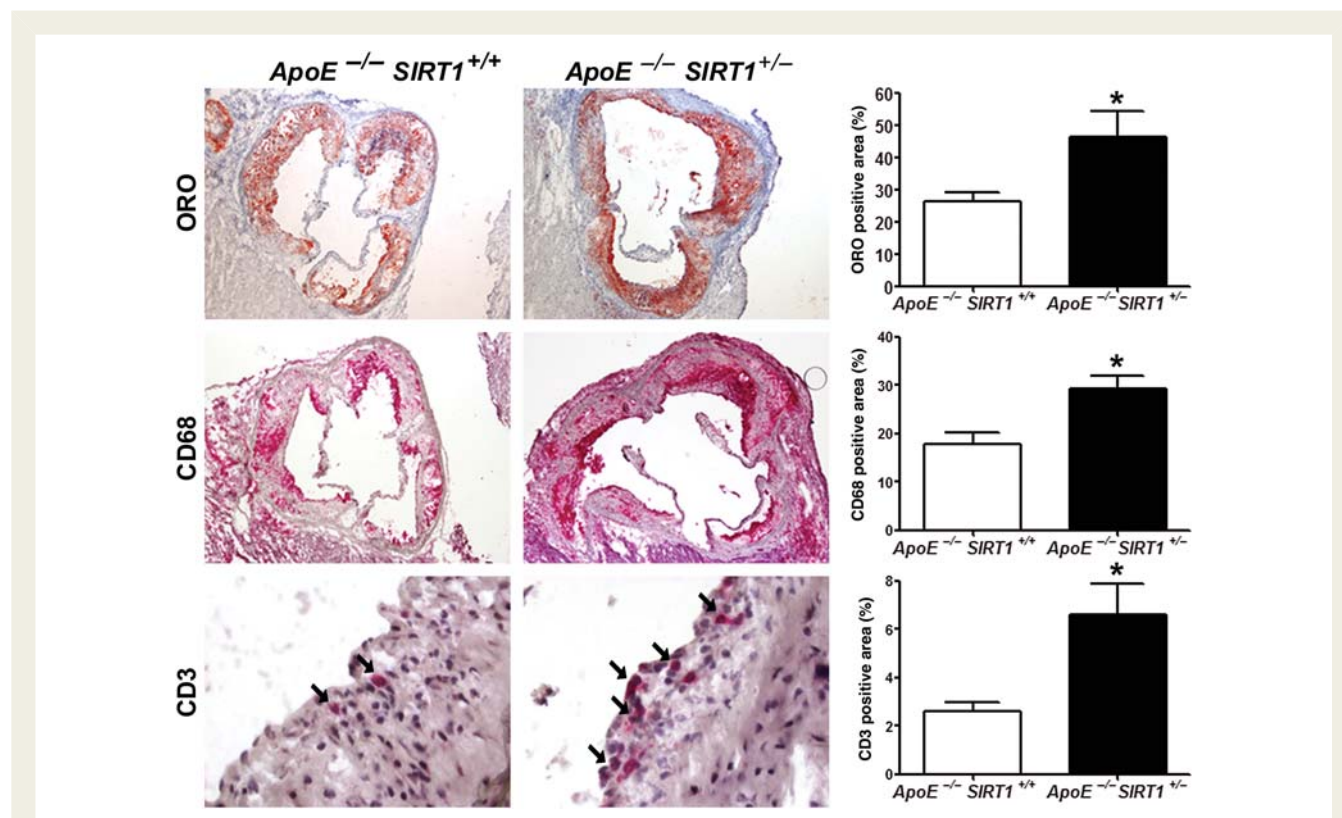 ApoE −/− SIRT1+/+
ApoE −/− SIRT1+/−
ORO
60
50
40
30
20
10
0
ORO positive area (%)
*
ApoE −/− SIRT1 +/+
ApoE −/− SIRT1 +/−
CD68
40
30
20
10
0
CD68 positive area (%)
*
ApoE −/− SIRT1 +/+
ApoE −/− SIRT1 +/−
CD3
8
6
4
2
0
CD3 positive area (%)
*
ApoE −/− SIRT1 +/+
ApoE −/− SIRT1 +/−